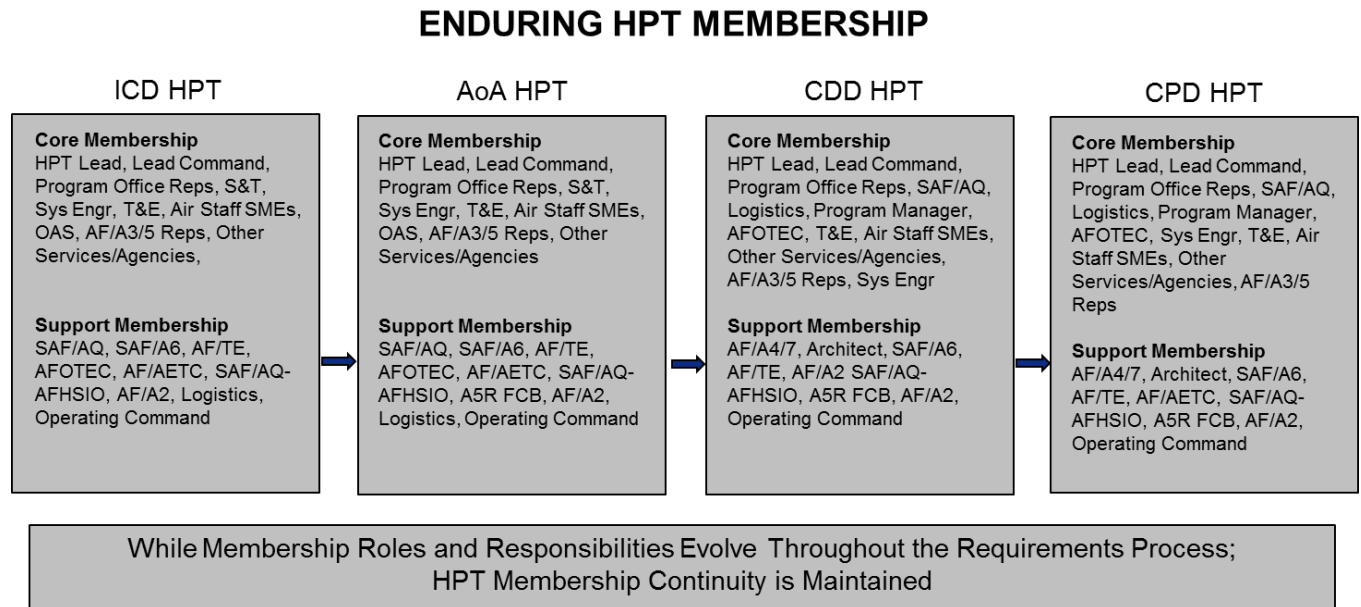 ENDURING HPT MEMBERSHIP
ICD HPT
Core Membership
HPT Lead, Lead Command,
Program Office Reps, S&T,
Sys Engr, T&E, Air Staff SMEs,
OAS, AF/A3/5 Reps, Other
Services/Agencies,
Support Membership
SAF/AQ, SAF/A6, AF/TE,
AFOTEC, AF/AETC, SAF/AQ-
AFHSIO, AF/A2, Logistics,
Operating Command
AoA HPT
Core Membership
HPT Lead, Lead Command,
Program Office Reps, S&T,
Sys Engr, T&E, Air Staff SMEs,
OAS, AF/A3/5 Reps, Other
Services/Agencies
Support Membership
SAF/AQ, SAF/A6, AF/TE,
AFOTEC, AF/AETC, SAF/AQ-
AFHSIO, A5R FCB, AF/A2,
Logistics, Operating Command
CDD HPT
Core Membership
HPT Lead, Lead Command,
Program Office Reps, SAF/AQ,
Logistics, Program Manager,
AFOTEC, T&E, Air Staff SMEs,
Other Services/Agencies,
AF/A3/5 Reps, Sys Engr
Support Membership
AF/A4/7, Architect, SAF/A6,
AF/TE, AF/A2 SAF/AQ-
AFHSIO, A5R FCB, AF/A2,
Operating Command
CPD HPT
Core Membership
HPT Lead, Lead Command,
Program Office Reps, SAF/AQ,
Logistics, Program Manager,
AFOTEC, Sys Engr, T&E, Air
Staff SMEs, Other
Services/Agencies, AF/A3/5
Reps
Support Membership
AF/A4/7, Architect, SAF/A6,
AF/TE, AF/AETC, SAF/AQ-
AFHSIO, A5R FCB, AF/A2,
Operating Command
While Membership Roles and Responsibilities Evolve Throughout the Requirements Process;
HPT Membership Continuity is Maintained